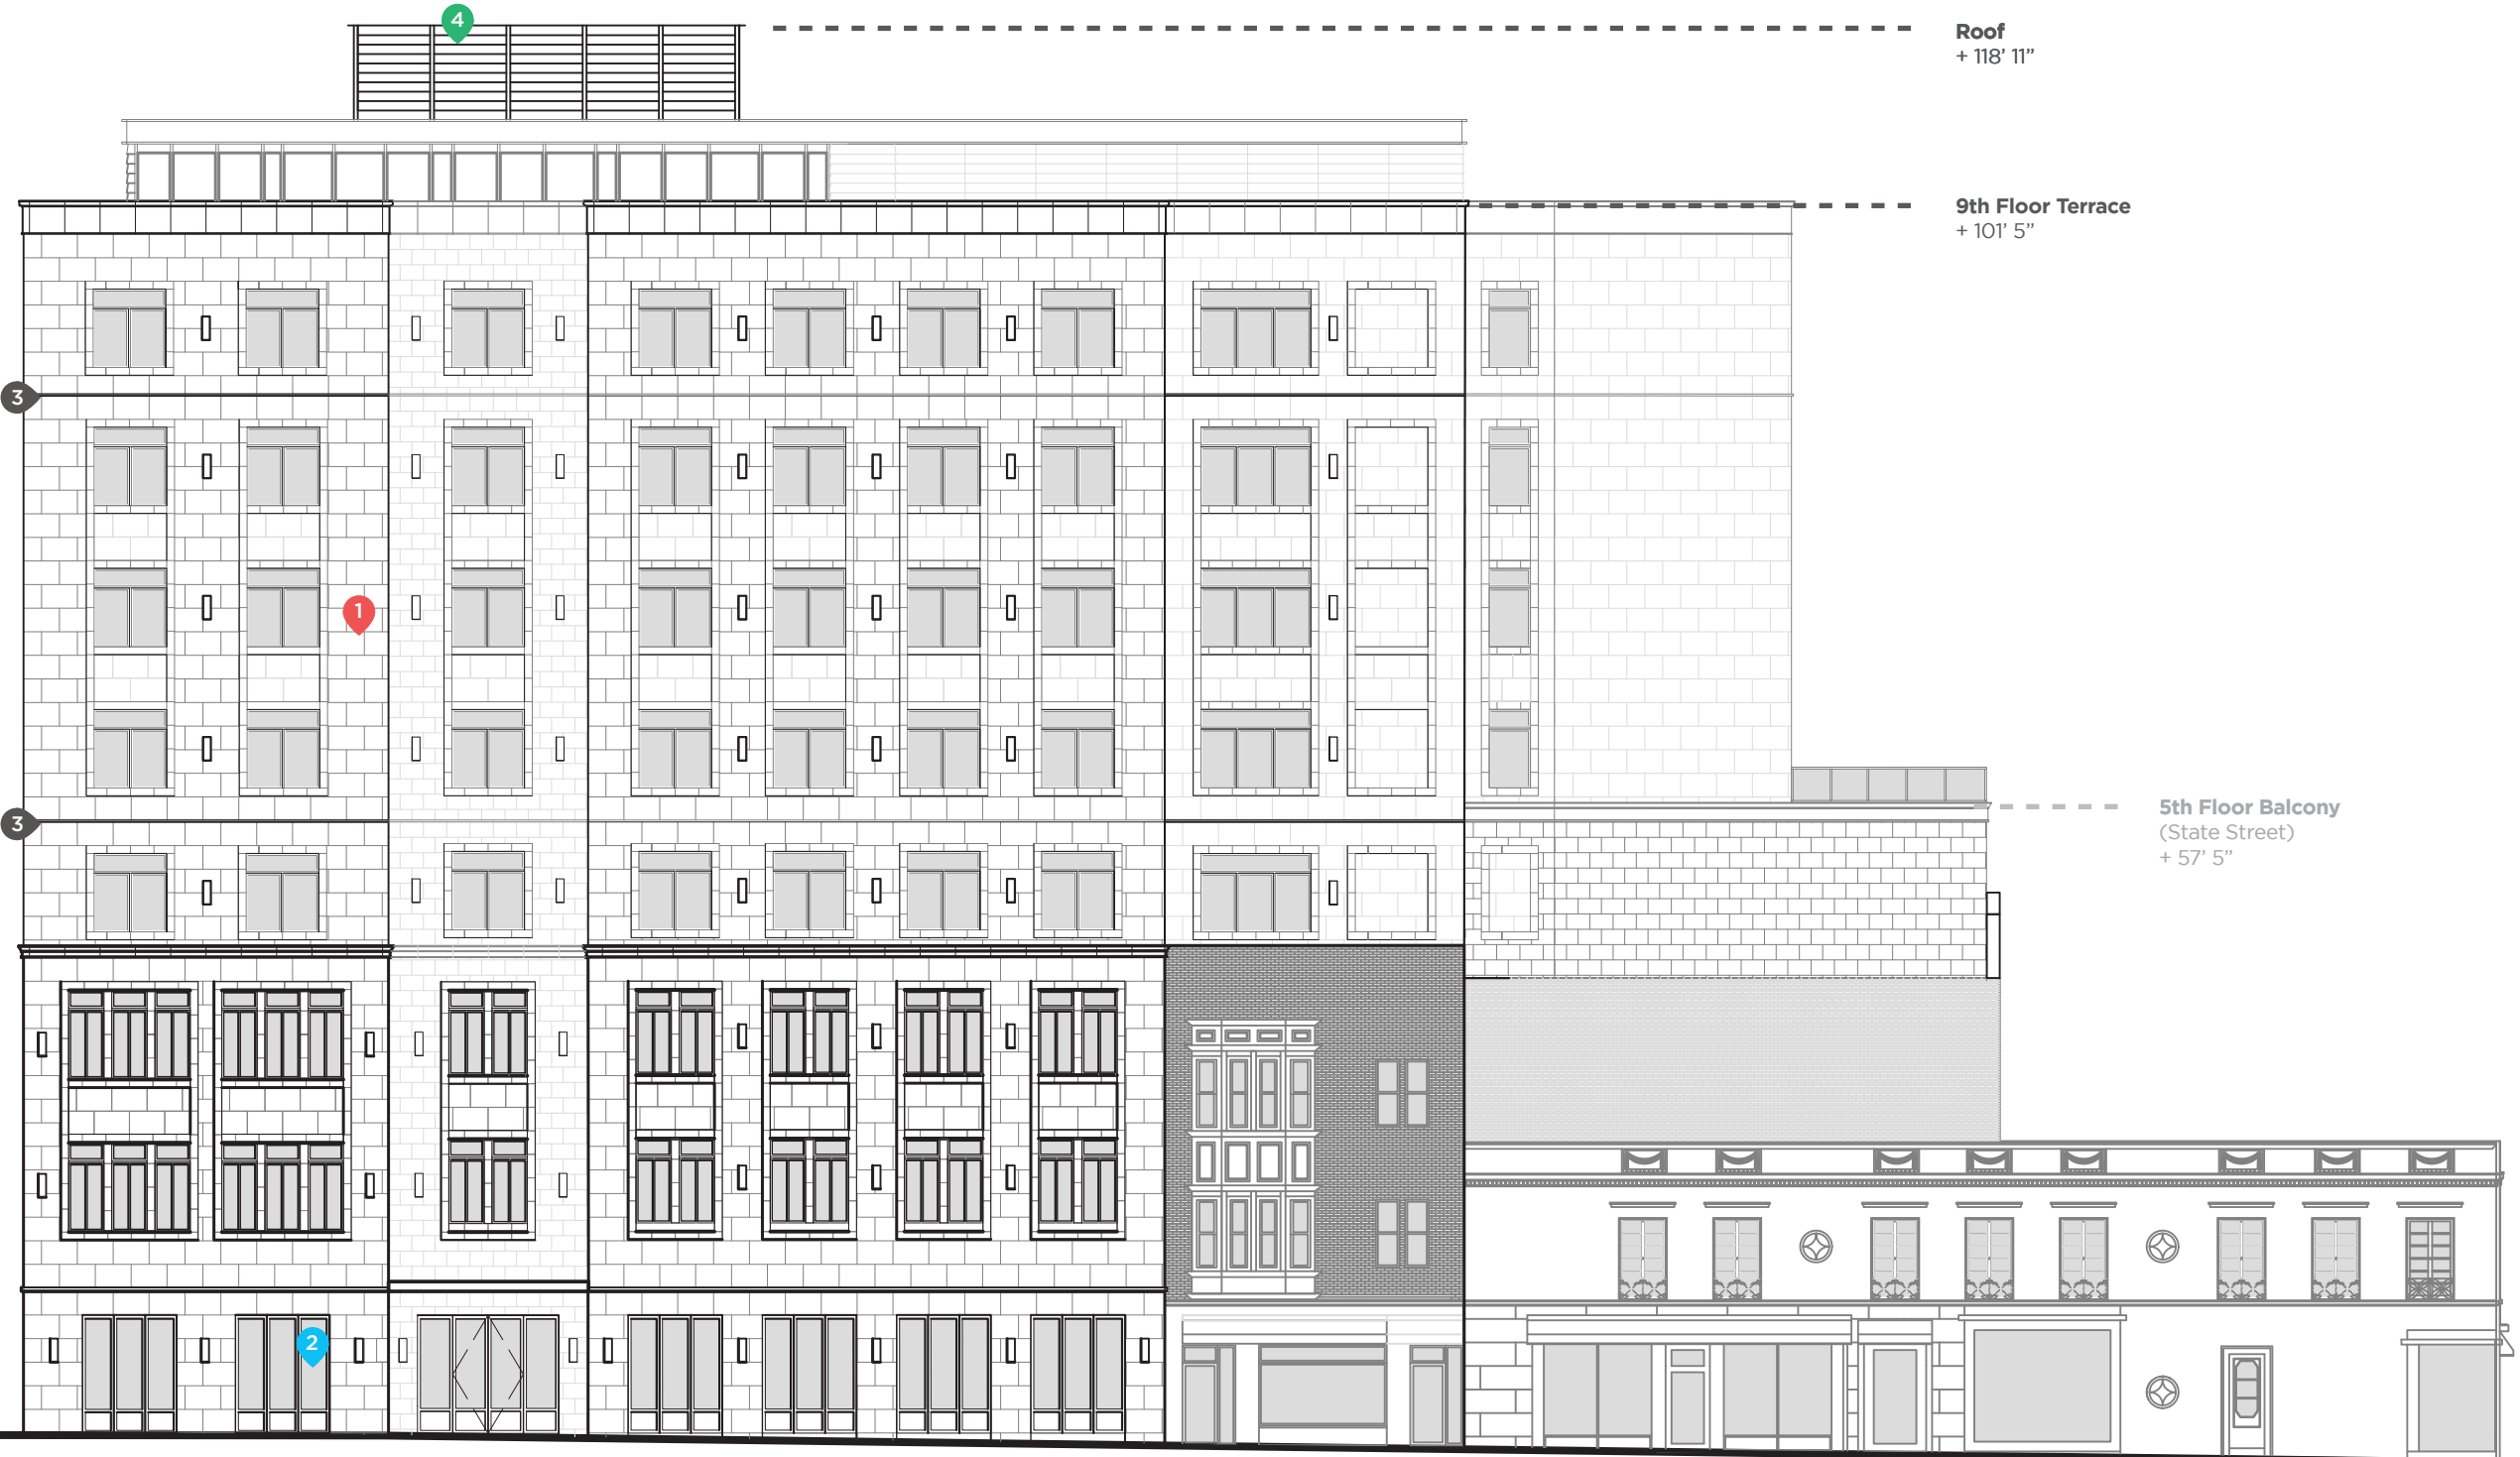 4
Roof
+ 118’ 11”
9th Floor Terrace
+ 101’ 5”
3
1
3
5th Floor Balcony
(State Street)
+ 57’ 5”
2